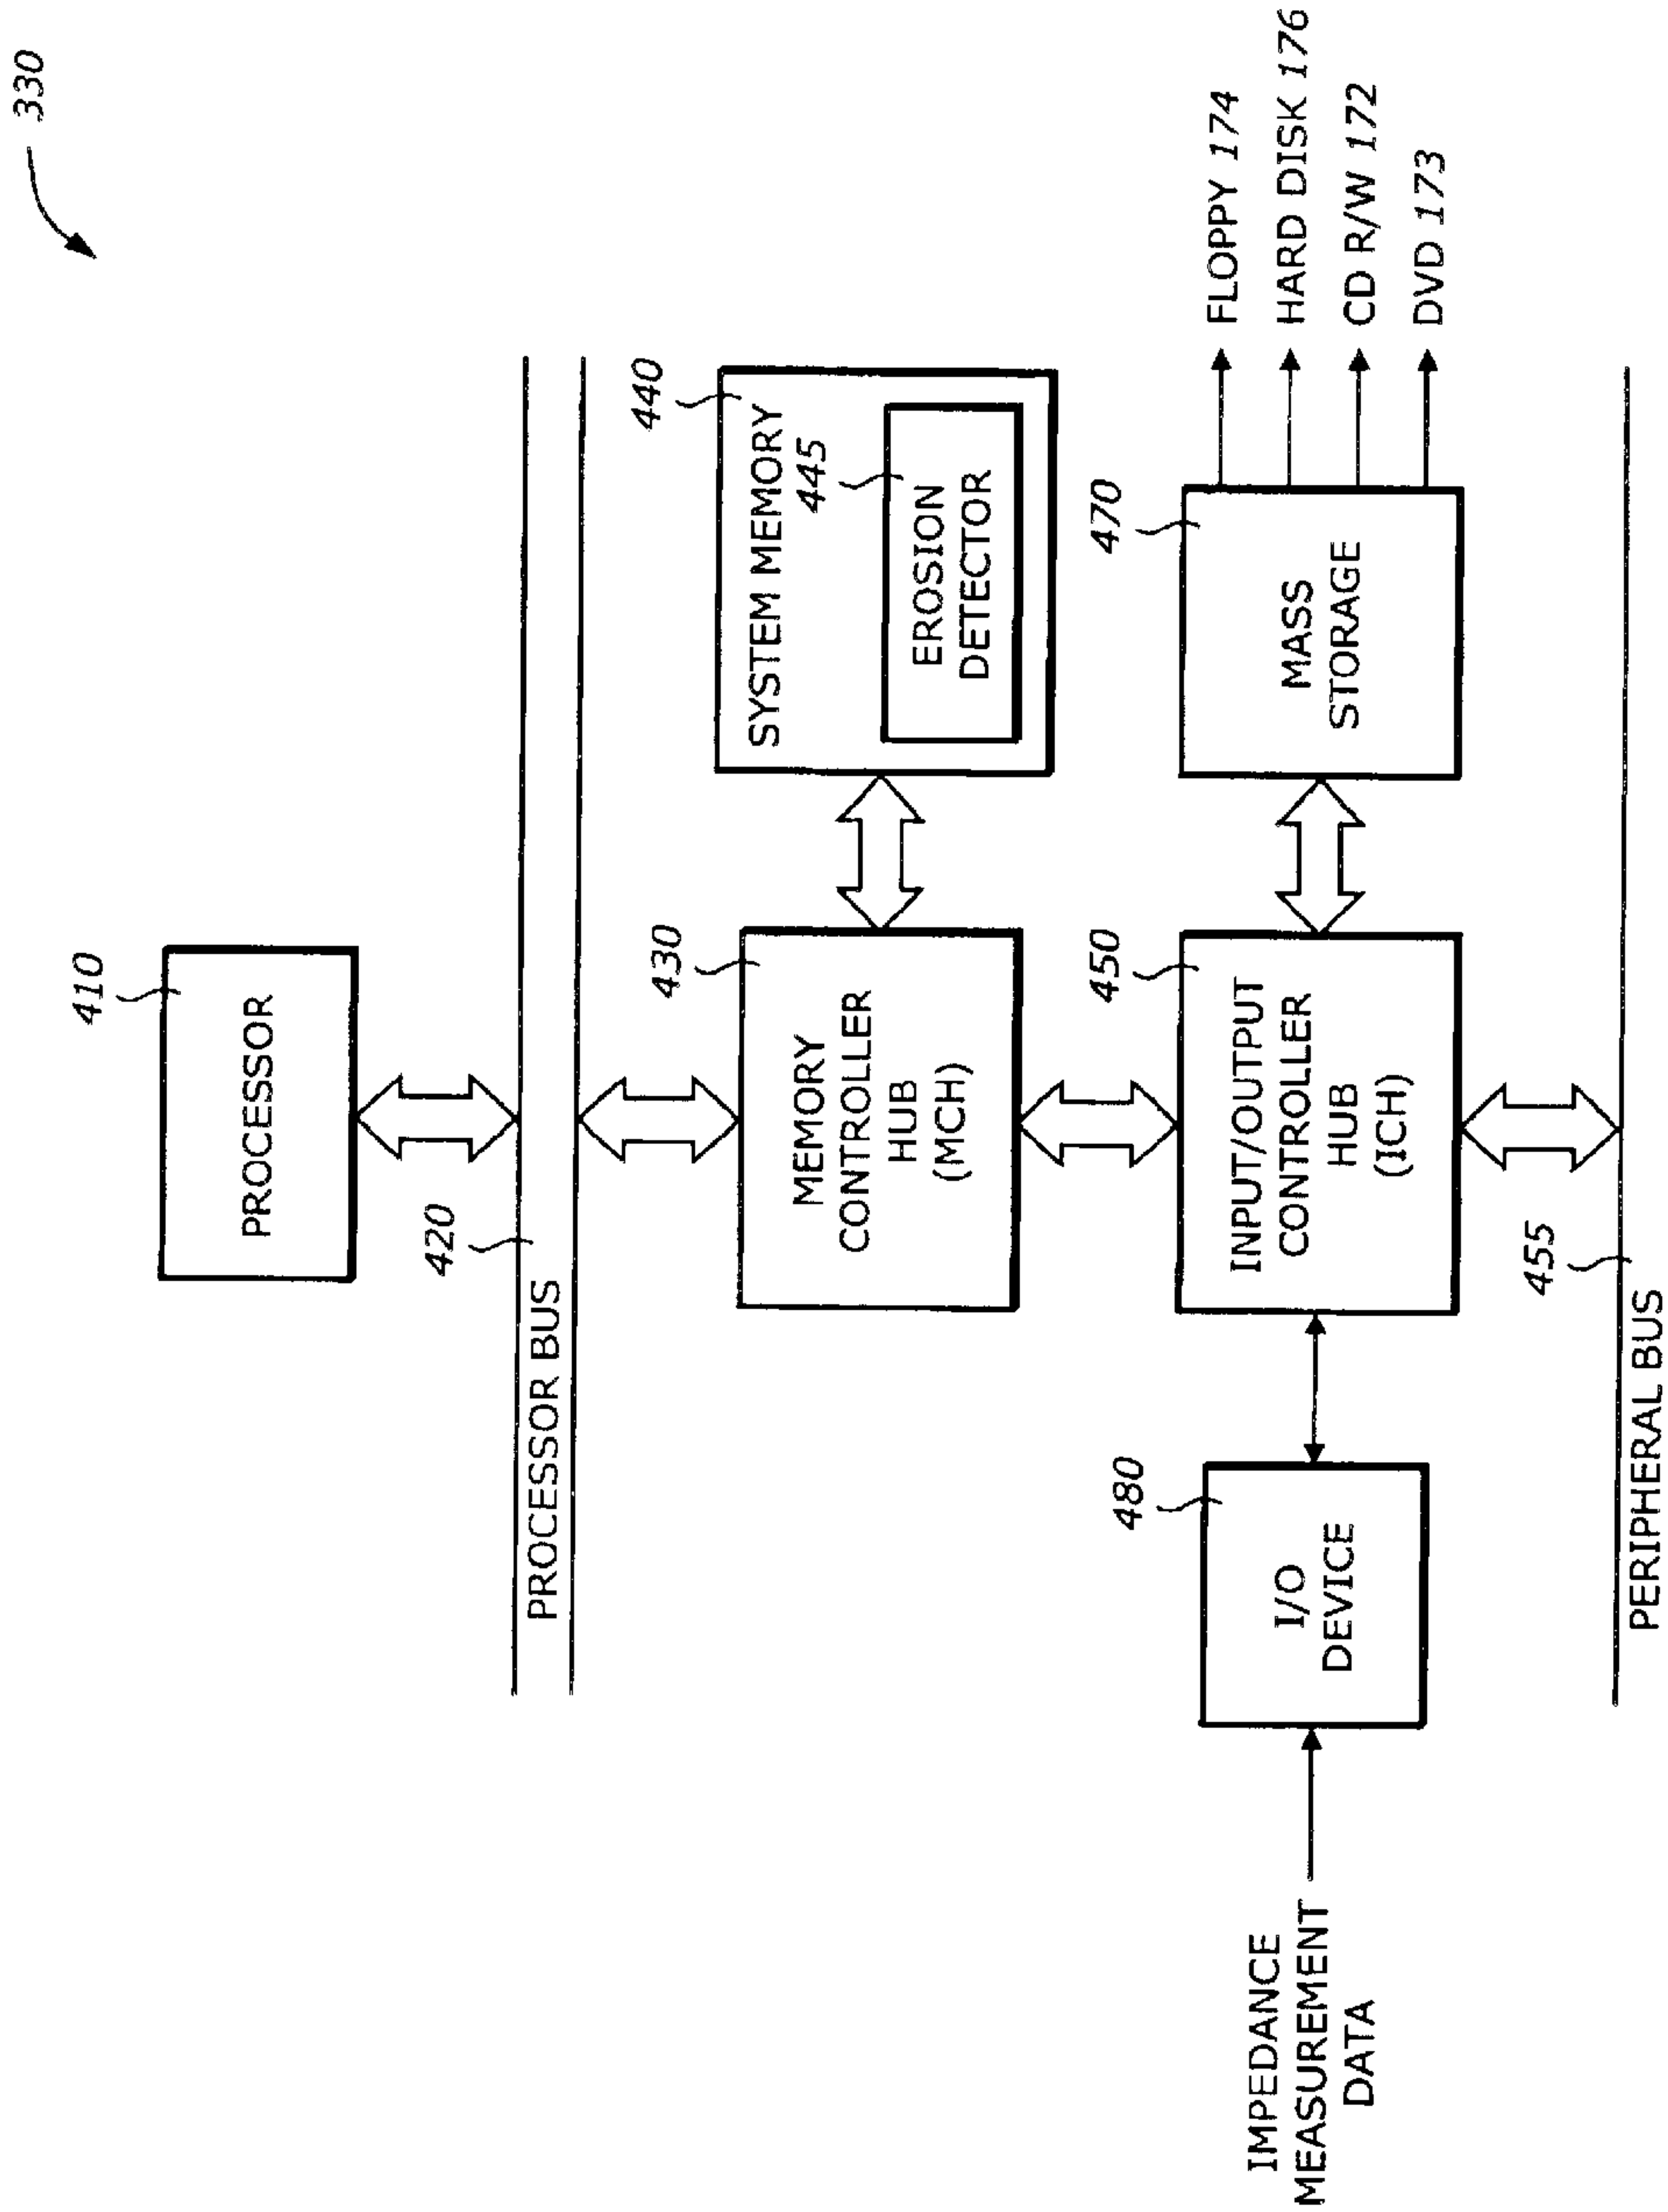 330
410
PROCESSOR
420
PROCESSOR BUS
430
MEMORY
CONTROLLER
HUB
(MCH)
440
SYSTEM MEMORY
445
EROSION
DETECTOR
480
I/O
DEVICE
IMPEDANCE
MEASUREMENT
DATA
450
INPUT/OUTPUT
CONTROLLER
HUB
(ICH)
470
MASS
STORAGE
FLOPPY 174
HARD DISK 176
CD R/W 172
DVD 173
455
PERIPHERAL BUS